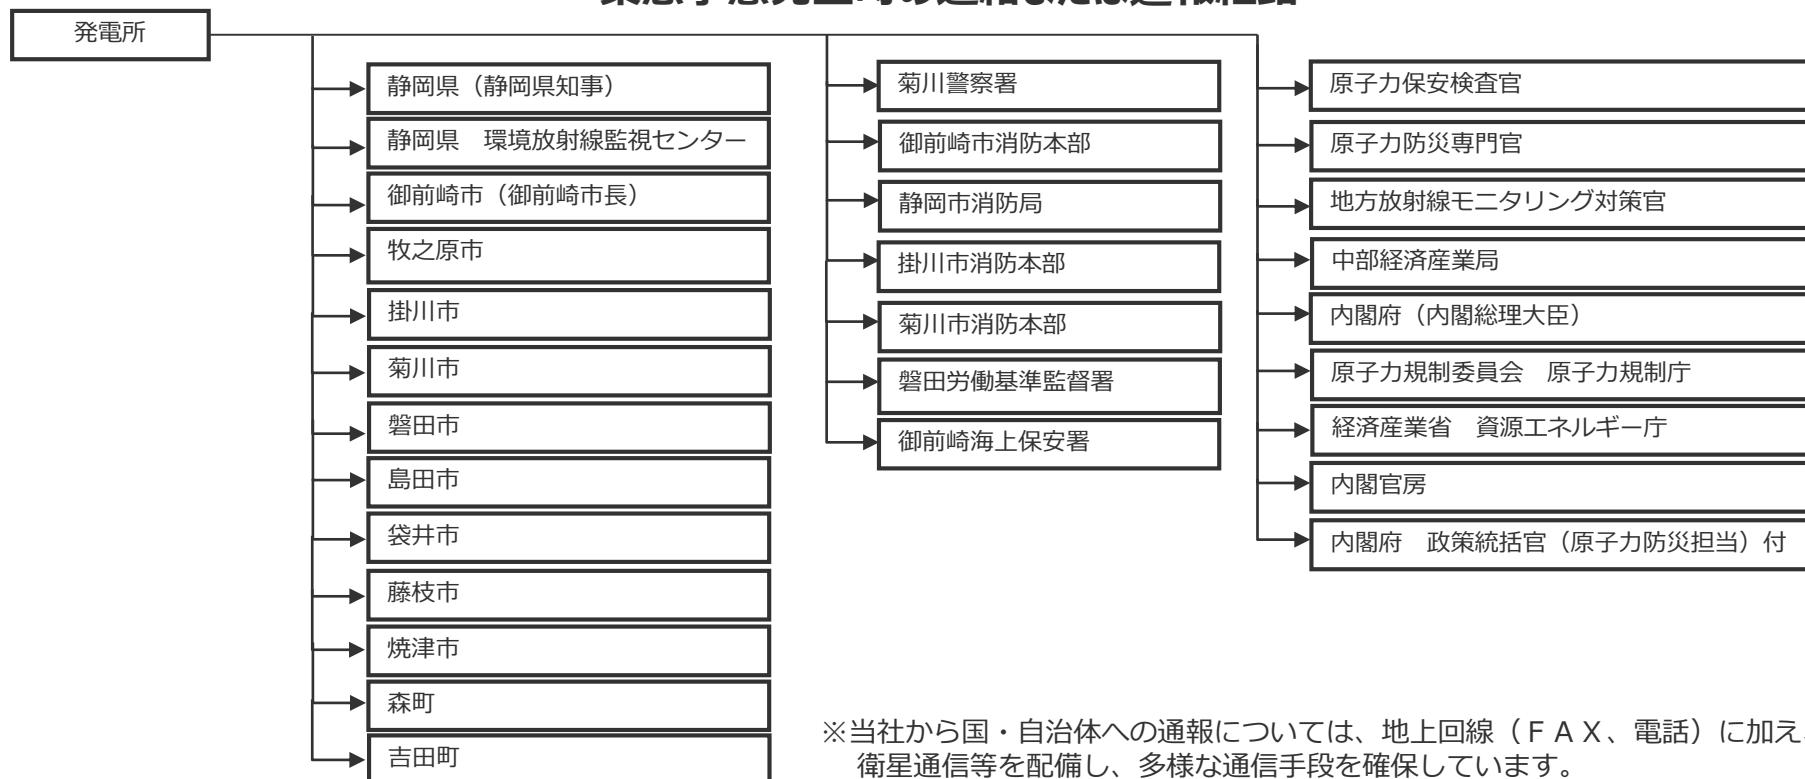 発電所
静岡県（静岡県知事）
静岡県　環境放射線監視センター
御前崎市（御前崎市長）
牧之原市
掛川市
菊川市
磐田市
島田市
袋井市
藤枝市
焼津市
森町
吉田町
菊川警察署
御前崎市消防本部
静岡市消防局
掛川市消防本部
菊川市消防本部
磐田労働基準監督署
御前崎海上保安署
原子力保安検査官
原子力防災専門官
地方放射線モニタリング対策官
中部経済産業局
内閣府（内閣総理大臣）
原子力規制委員会　原子力規制庁
経済産業省　資源エネルギー庁
内閣官房
内閣府　政策統括官（原子力防災担当）付
※当社から国・自治体への通報については、地上回線（ＦＡＸ、電話）に加え、
衛星通信等を配備し、多様な通信手段を確保しています。